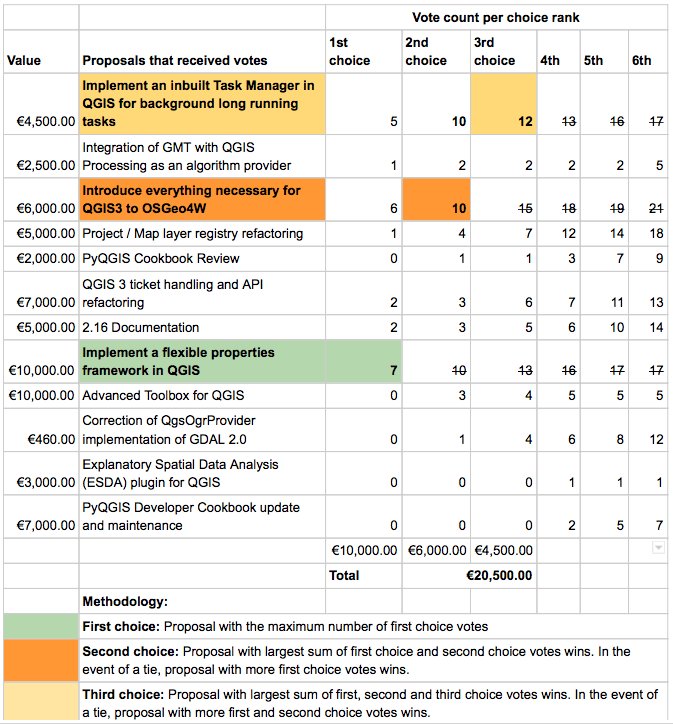 Vote count per choice rank
Value Proposals that received votes 1st choice 2nd choice 3rd choice 4th 5th 6th
Implement an inbuilt Task Manager in
QGIS for background long running
€4,500.00 tasks 5 10 12 13 16 17
Integration of GMT with QGIS
€2,500.00 Processing as an algorithm provider 1 2 2 2 2 5
Introduce everything necessary for
€6,000.00 QGIS3 to OSGeo4W 6 10 15 18 19 21
€5,000.00 Project / Map layer registry refactoring 1 4 7 12 14 18
€2,000.00 PyQGIS Cookbook Review 0 1 1 3 7 9
QGIS 3 ticket handling and API
€7,000.00 refactoring 2 3 6 7 11 13
€5,000.00 2.16 Documentation 2 3 5 6 10 14
Implement a flexible properties
€10,000.00 framework in QGIS 7 10 13 16 17 17
€10,000.00 Advanced Toolbox for QGIS 0 3 4 5 5 5
Correction of QgsOgrProvider
€460.00 implementation of GDAL 2.0 0 1 4 6 8 12
Explanatory Spatial Data Analysis
€3,000.00 (ESDA) plugin for QGIS 0 0 0 1 1 1
PyQGIS Developer Cookbook update
€7,000.00 and maintenance 0 0 0 2 5 7
€10,000.00 €6,000.00 €4,500.00
Total €20,500.00
Methodology:
First choice: Proposal with the maximum number of first choice votes
Second choice: Proposal with largest sum of first choice and second choice votes wins. In the
event of a tie, proposal with more first choice votes wins.
Third choice: Proposal with largest sum of first, second and third choice votes wins. In the event of
a tie, proposal with more first and second choice votes wins.